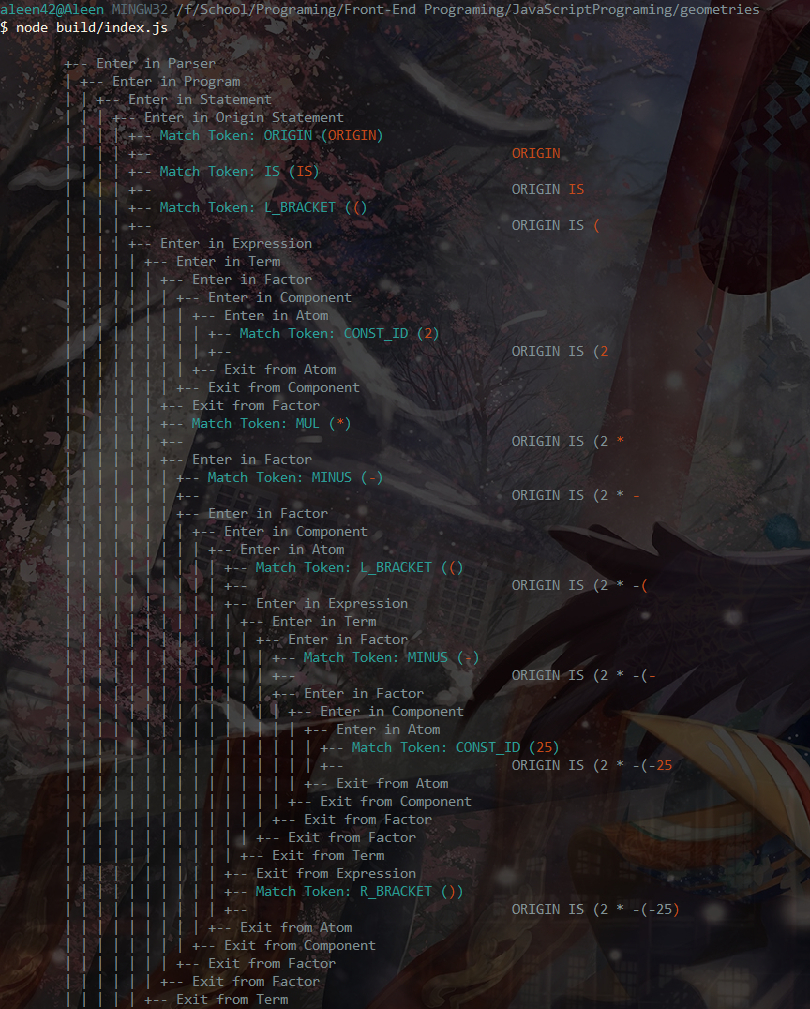 aleen42@Aleen MINGW32 /f/School/Programing/Front-End Programing/JavaScriptPrograming/geometries
$ node build/index.js
+-- Enter in Parser
| +-- Enter in Program
| | +-- Enter in Statement
| | | +-- Enter in Origin Statement
| | | | +-- Match Token: ORIGIN (ORIGIN)
| | | | +-- ORIGIN
| | | | +-- Match Token: IS (IS)
| | | | +-- ORIGIN IS
| | | | +-- Match Token: L_BRACKET (()
| | | | +-- ORIGIN IS (
| | | | +-- Enter in Expression
| | | | | +-- Enter in Term
| | | | | | +-- Enter in Factor
| | | | | | | +-- Enter in Component
| | | | | | | | +-- Enter in Atom
| | | | | | | | | +-- Match Token: CONST_ID (2)
| | | | | | | | | +-- ORIGIN IS (2
| | | | | | | | +-- Exit from Atom
| | | | | | | +-- Exit from Component
| | | | | | +-- Exit from Factor
| | | | | | +-- Match Token: MUL (*)
| | | | | | +-- ORIGIN IS (2 *
| | | | | | +-- Enter in Factor
| | | | | | | +-- Match Token: MINUS (-)
| | | | | | | +-- ORIGIN IS (2 * -
| | | | | | | +-- Enter in Factor
| | | | | | | | +-- Enter in Component
| | | | | | | | | +-- Enter in Atom
| | | | | | | | | | +-- Match Token: L_BRACKET (()
| | | | | | | | | | +-- ORIGIN IS (2 * -(
| | | | | | | | | | +-- Enter in Expression
| | | | | | | | | | | +-- Enter in Term
| | | | | | | | | | | | +-- Enter in Factor
| | | | | | | | | | | | | +-- Match Token: MINUS (-)
| | | | | | | | | | | | | +-- ORIGIN IS (2 * -(-
| | | | | | | | | | | | | +-- Enter in Factor
| | | | | | | | | | | | | | +-- Enter in Component
| | | | | | | | | | | | | | | +-- Enter in Atom
| | | | | | | | | | | | | | | | +-- Match Token: CONST_ID (25)
| | | | | | | | | | | | | | | | +-- ORIGIN IS (2 * -(-25
| | | | | | | | | | | | | | | +-- Exit from Atom
| | | | | | | | | | | | | | +-- Exit from Component
| | | | | | | | | | | | | +-- Exit from Factor
| | | | | | | | | | | | +-- Exit from Factor
| | | | | | | | | | | +-- Exit from Term
| | | | | | | | | | +-- Exit from Expression
| | | | | | | | | | +-- Match Token: R_BRACKET ())
| | | | | | | | | | +-- ORIGIN IS (2 * -(-25)
| | | | | | | | | +-- Exit from Atom
| | | | | | | | +-- Exit from Component
| | | | | | | +-- Exit from Factor
| | | | | | +-- Exit from Factor
| | | | | +-- Exit from Term